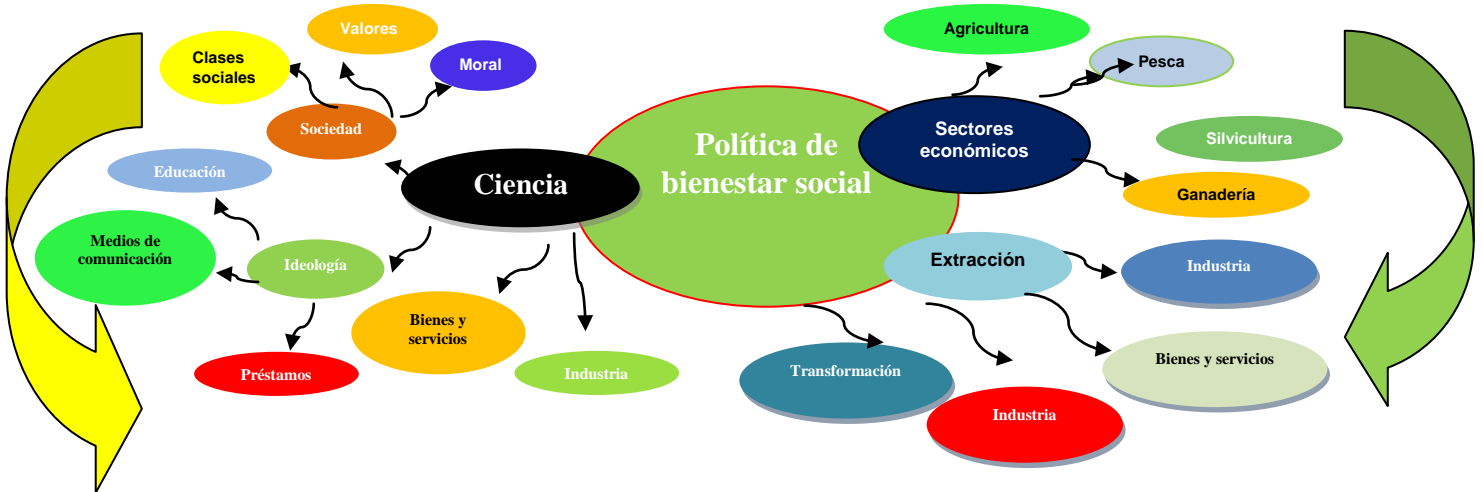 Valores
Clases
sociales
Moral
Sociedad
Educación
Ciencia
Medios de
comunicación
Ideología
Bienes y
servicios
Préstamos
Industria
Política de
bienestar social
Agricultura
Pesca
Sectores
económicos
Silvicultura
Ganadería
Extracción
Industria
Bienes y servicios
Transformación
Industria